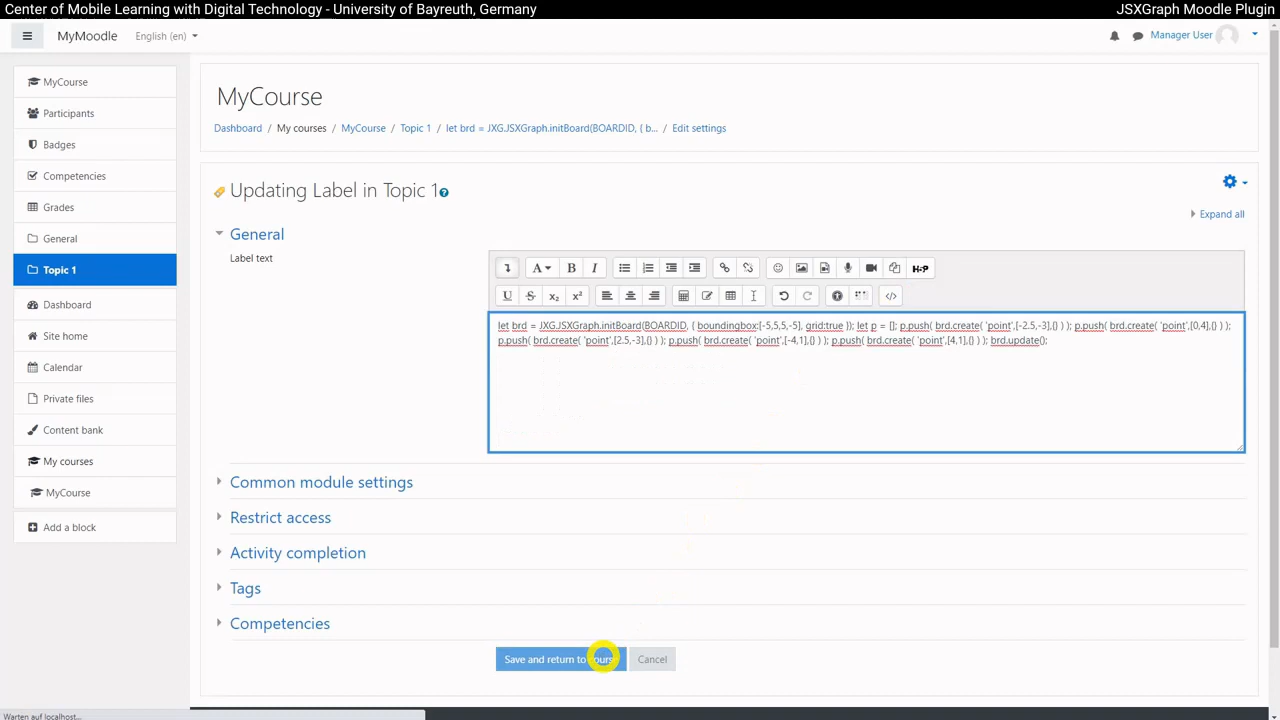 Center of Mobile Learning with Digital Technology - University of Bayreuth, Germany
JSXGraph Moodle Plugin
MyMoodle
English (en)
Manager User
MyCourse
Participants
Badges
Competencies
Grades
General
Topic 1
Dashboard
Site home
Calendar
Private files
Content bank
My courses
MyCourse
Add a block
MyCourse
Dashboard / My courses / MyCourse / Topic 1 / let brd = JXG.JSXGraph.initBoard(BOARDID, { b... / Edit settings
Updating Label in Topic 1
Expand all
General
Label text
A B I
H-P
U S x₂ x²
</>
let brd = JXG.JSXGraph.initBoard(BOARDID, { boundingbox:[-5,5,5,-5], grid:true }); let p = []; p.push( brd.create( 'point',[-2.5,-3],{} ) ); p.push( brd.create( 'point',[0,4],{} ) );
p.push( brd.create( 'point',[2.5,-3],{} ) ); p.push( brd.create( 'point',[-4,1],{} ) ); p.push( brd.create( 'point',[4,1],{} ) ); brd.update();
Common module settings
Restrict access
Activity completion
Tags
Competencies
Save and return to course
Cancel
Warten auf localhost...